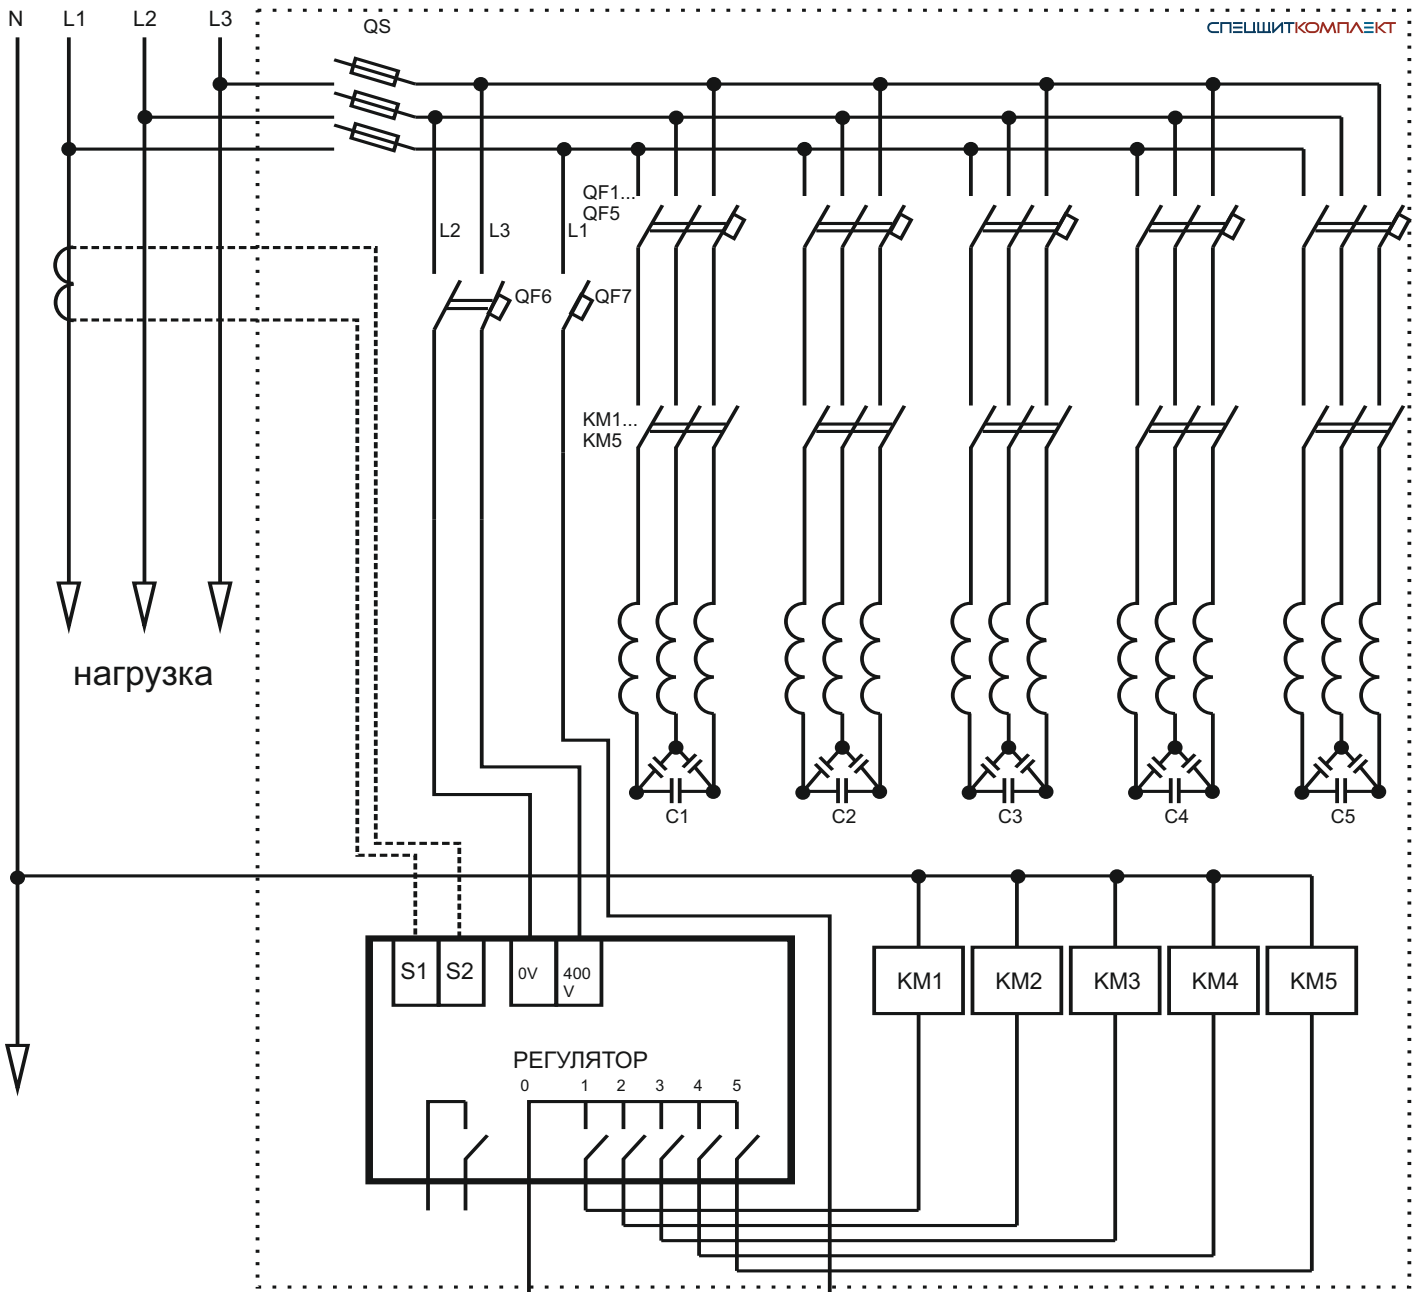 N L1 L2 L3
QS
СПЕЦЩИТКОМПЛЕКТ
QF1...
QF5
L2 L3 L1
QF6 QF7
KM1...
KM5
нагрузка
C1 C2 C3 C4 C5
S1 S2 0V 400
V
KM1 KM2 KM3 KM4 KM5
РЕГУЛЯТОР
0 1 2 3 4 5